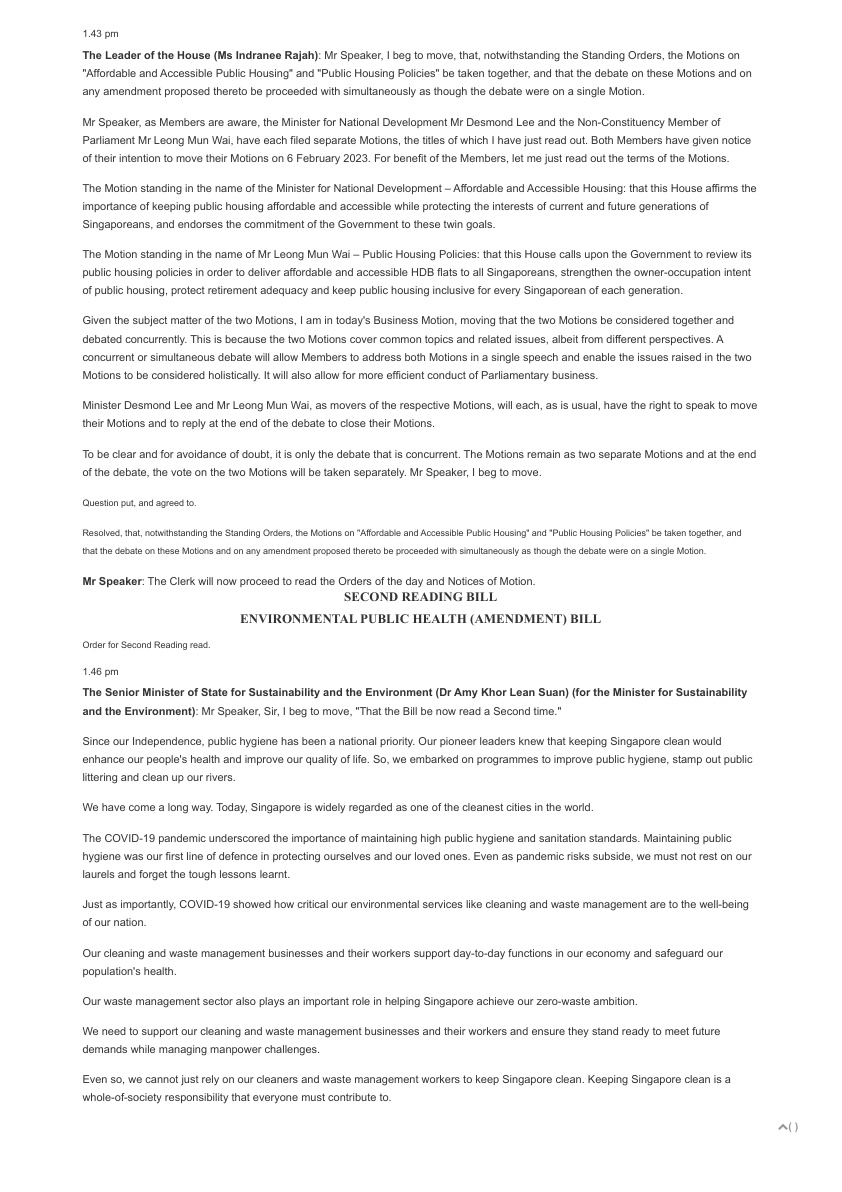 1.43 pm
The Leader of the House (Ms Indranee Rajah): Mr Speaker, I beg to move, that, notwithstanding the Standing Orders, the Motions on
"Affordable and Accessible Public Housing" and "Public Housing Policies" be taken together, and that the debate on these Motions and on
any amendment proposed thereto be proceeded with simultaneously as though the debate were on a single Motion.
Mr Speaker, as Members are aware, the Minister for National Development Mr Desmond Lee and the Non-Constituency Member of
Parliament Mr Leong Mun Wai, have each filed separate Motions, the titles of which I have just read out. Both Members have given notice
of their intention to move their Motions on 6 February 2023. For benefit of the Members, let me just read out the terms of the Motions.
The Motion standing in the name of the Minister for National Development – Affordable and Accessible Housing: that this House affirms the
importance of keeping public housing affordable and accessible while protecting the interests of current and future generations of
Singaporeans, and endorses the commitment of the Government to these twin goals.
The Motion standing in the name of Mr Leong Mun Wai – Public Housing Policies: that this House calls upon the Government to review its
public housing policies in order to deliver affordable and accessible HDB flats to all Singaporeans, strengthen the owner-occupation intent
of public housing, protect retirement adequacy and keep public housing inclusive for every Singaporean of each generation.
Given the subject matter of the two Motions, I am in today's Business Motion, moving that the two Motions be considered together and
debated concurrently. This is because the two Motions cover common topics and related issues, albeit from different perspectives. A
concurrent or simultaneous debate will allow Members to address both Motions in a single speech and enable the issues raised in the two
Motions to be considered holistically. It will also allow for more efficient conduct of Parliamentary business.
Minister Desmond Lee and Mr Leong Mun Wai, as movers of the respective Motions, will each, as is usual, have the right to speak to move
their Motions and to reply at the end of the debate to close their Motions.
To be clear and for avoidance of doubt, it is only the debate that is concurrent. The Motions remain as two separate Motions and at the end
of the debate, the vote on the two Motions will be taken separately. Mr Speaker, I beg to move.
Question put, and agreed to.
Resolved, that, notwithstanding the Standing Orders, the Motions on "Affordable and Accessible Public Housing" and "Public Housing Policies" be taken together, and
that the debate on these Motions and on any amendment proposed thereto be proceeded with simultaneously as though the debate were on a single Motion.
Mr Speaker: The Clerk will now proceed to read the Orders of the day and Notices of Motion.
SECOND READING BILL
ENVIRONMENTAL PUBLIC HEALTH (AMENDMENT) BILL
Order for Second Reading read.
1.46 pm
The Senior Minister of State for Sustainability and the Environment (Dr Amy Khor Lean Suan) (for the Minister for Sustainability
and the Environment): Mr Speaker, Sir, I beg to move, "That the Bill be now read a Second time."
Since our Independence, public hygiene has been a national priority. Our pioneer leaders knew that keeping Singapore clean would
enhance our people's health and improve our quality of life. So, we embarked on programmes to improve public hygiene, stamp out public
littering and clean up our rivers.
We have come a long way. Today, Singapore is widely regarded as one of the cleanest cities in the world.
The COVID-19 pandemic underscored the importance of maintaining high public hygiene and sanitation standards. Maintaining public
hygiene was our first line of defence in protecting ourselves and our loved ones. Even as pandemic risks subside, we must not rest on our
laurels and forget the tough lessons learnt.
Just as importantly, COVID-19 showed how critical our environmental services like cleaning and waste management are to the well-being
of our nation.
Our cleaning and waste management businesses and their workers support day-to-day functions in our economy and safeguard our
population's health.
Our waste management sector also plays an important role in helping Singapore achieve our zero-waste ambition.
We need to support our cleaning and waste management businesses and their workers and ensure they stand ready to meet future
demands while managing manpower challenges.
Even so, we cannot just rely on our cleaners and waste management workers to keep Singapore clean. Keeping Singapore clean is a
whole-of-society responsibility that everyone must contribute to.
( )